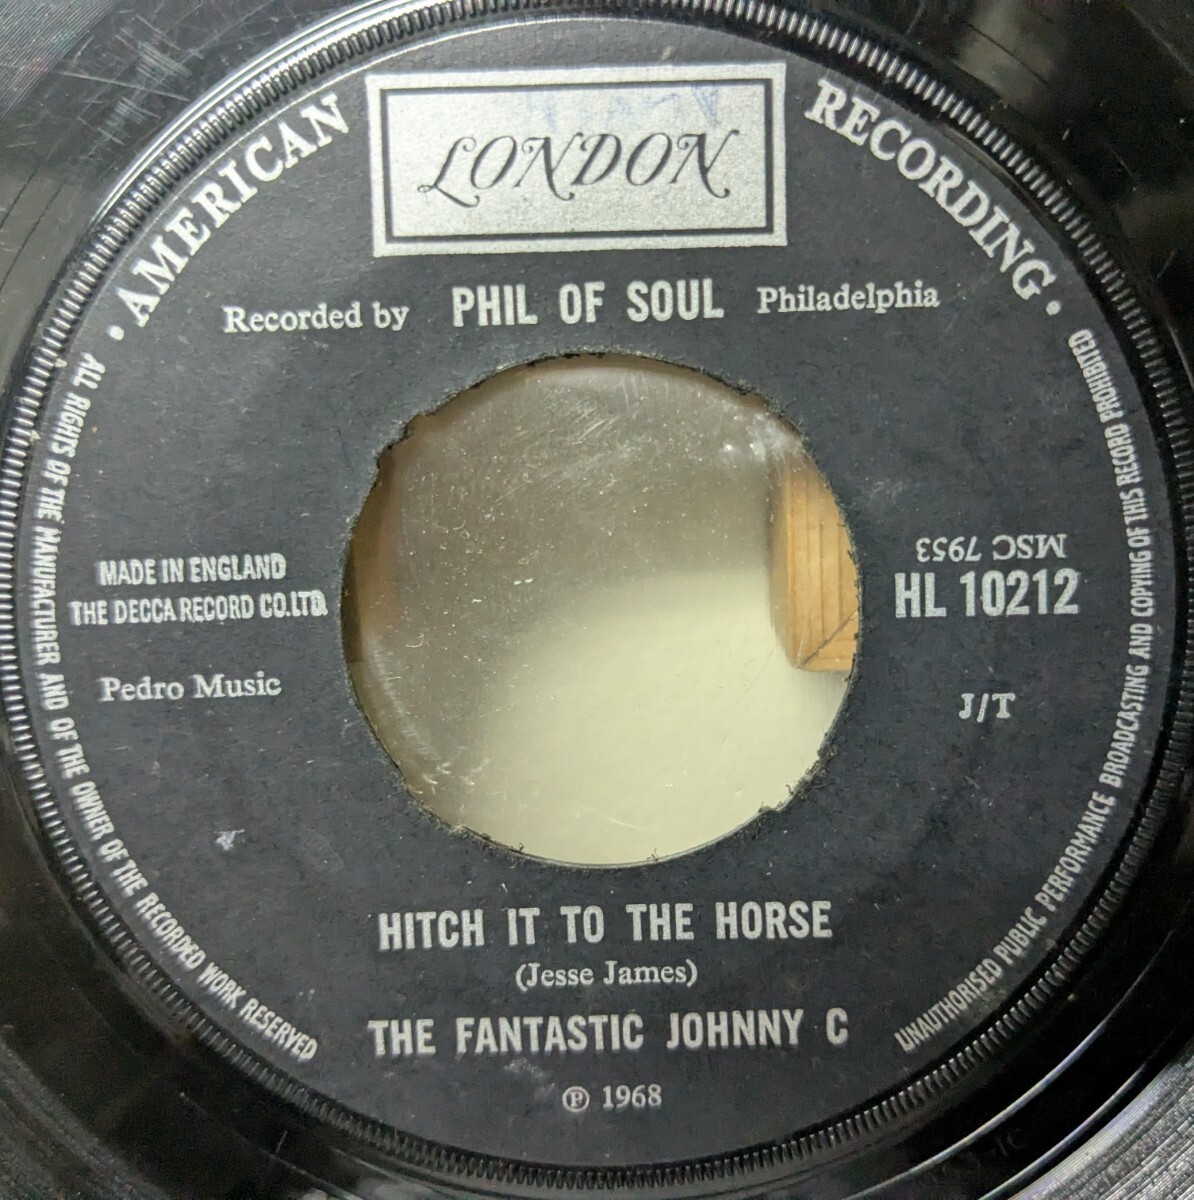 · AMERICAN RECORDING ·
LONDON
Recorded by PHIL OF SOUL Philadelphia
MADE IN ENGLAND
THE DECCA RECORD CO.LTD.
Pedro Music
MSC 7953
HL 10212
J/T
HITCH IT TO THE HORSE
(Jesse James)
THE FANTASTIC JOHNNY C
℗ 1968
ALL RIGHTS OF THE MANUFACTURER AND OF THE OWNER OF THE RECORDED WORK RESERVED
UNAUTHORISED PUBLIC PERFORMANCE BROADCASTING AND COPYING OF THIS RECORD PROHIBITED